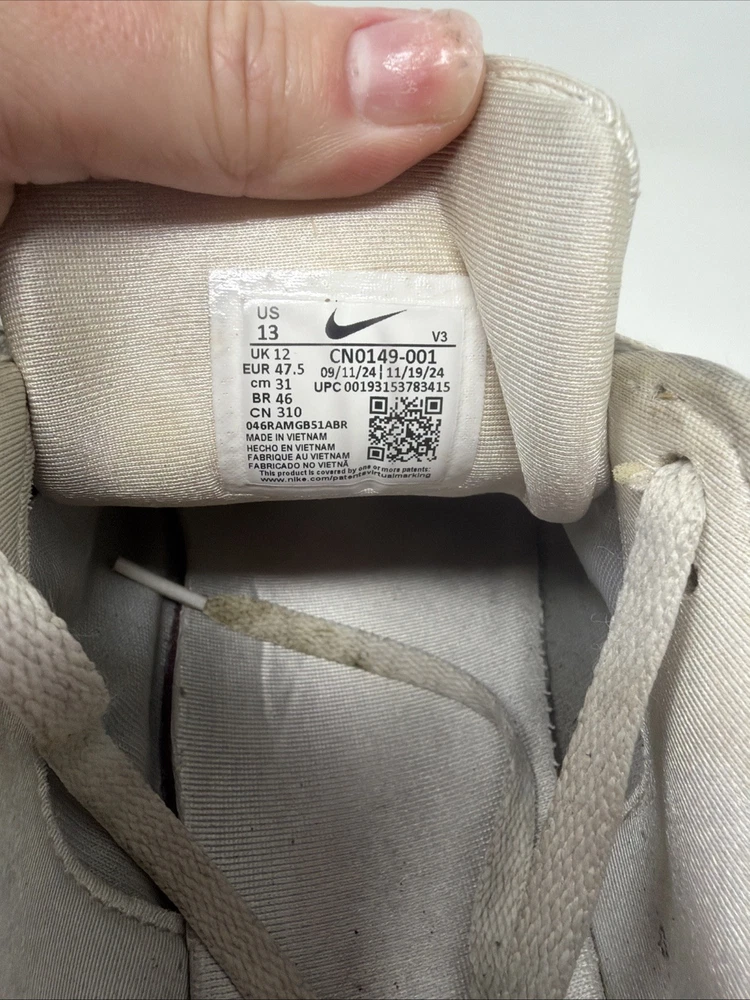 US
13
V3
UK 12
EUR 47.5
cm 31
BR 46
CN 310
CN0149-001
09/11/24 | 11/19/24
UPC 00193153783415
046RAMGB51ABR
MADE IN VIETNAM
HECHO EN VIETNAM
FABRIQUE AU VIETNAM
FABRICADO NO VIETNÃ
This product is covered by one or more patents:
www.nike.com/patentsvirtualmarking